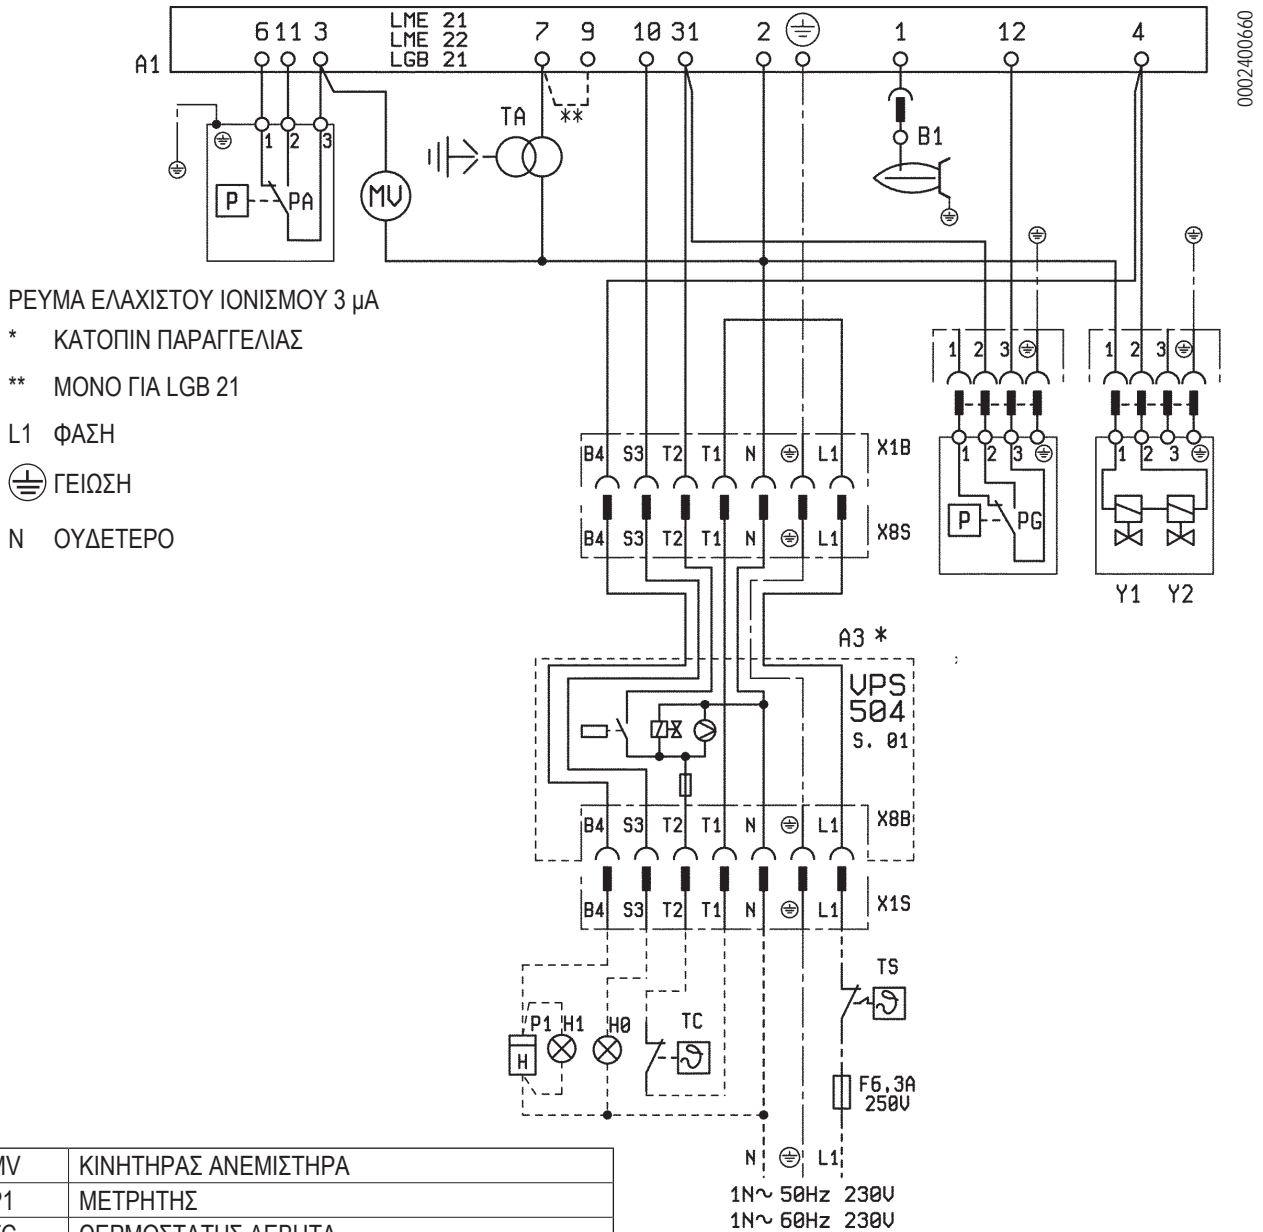 6 11 3 LME 21 7 9 10 31 2 1 12 4
LME 22
LGB 21
A1
0002400660
TA
**
B1
1 2 3
P PA
MV
ΡΕΥΜΑ ΕΛΑΧΙΣΤΟΥ ΙΟΝΙΣΜΟΥ 3 μΑ
* ΚΑΤΟΠΙΝ ΠΑΡΑΓΓΕΛΙΑΣ
** ΜΟΝΟ ΓΙΑ LGB 21
L1 ΦΑΣΗ
ΓΕΙΩΣΗ
N ΟΥΔΕΤΕΡΟ
1 2 3
1 2 3
1 2 3
1 2 3
P PG
Y1 Y2
B4 S3 T2 T1 N L1 X1B
B4 S3 T2 T1 N L1 X8S
A3 *
VPS
504
S. 01
B4 S3 T2 T1 N L1 X8B
B4 S3 T2 T1 N L1 X1S
TS
P1 H1 H0 TC
H
F6.3A
250V
N L1
1N~ 50Hz 230V
1N~ 60Hz 230V
MV ΚΙΝΗΤΗΡΑΣ ΑΝΕΜΙΣΤΗΡΑ
P1 ΜΕΤΡΗΤΗΣ